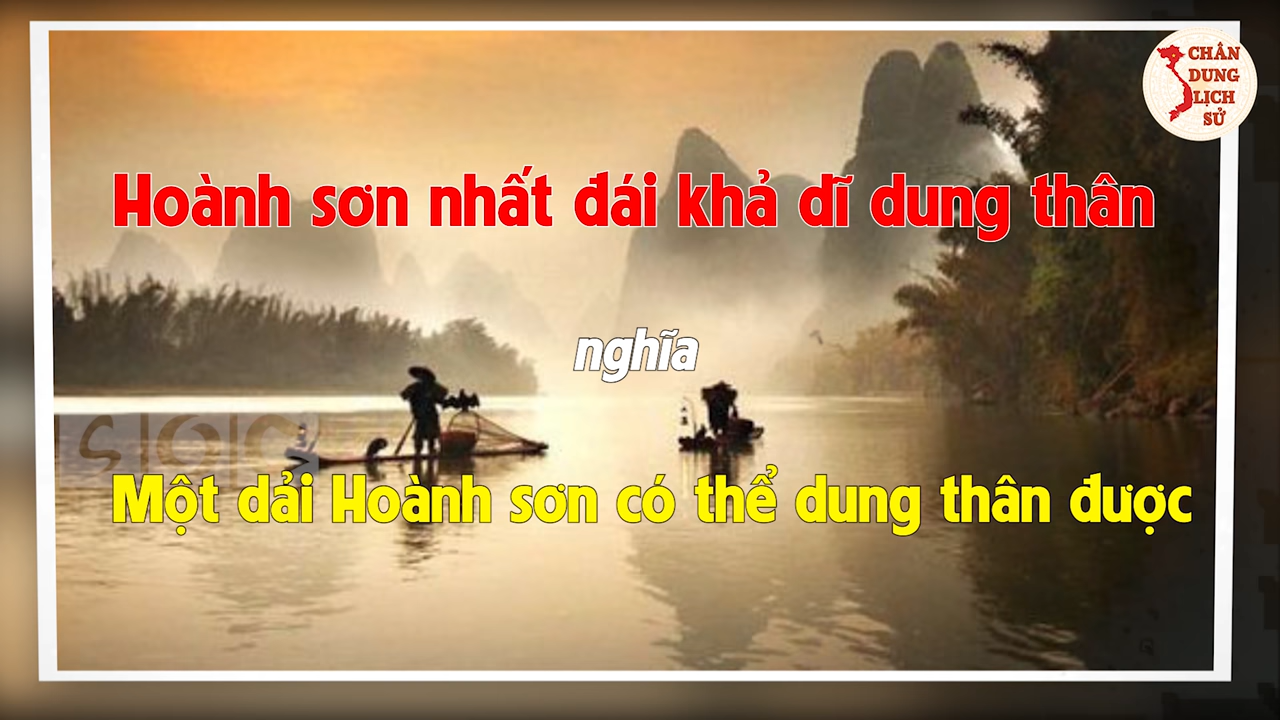 CHÂN
DUNG
LỊCH
SỬ
Hoành sơn nhất đái khả dĩ dung thân
nghĩa
Một dải Hoành sơn có thể dung thân được